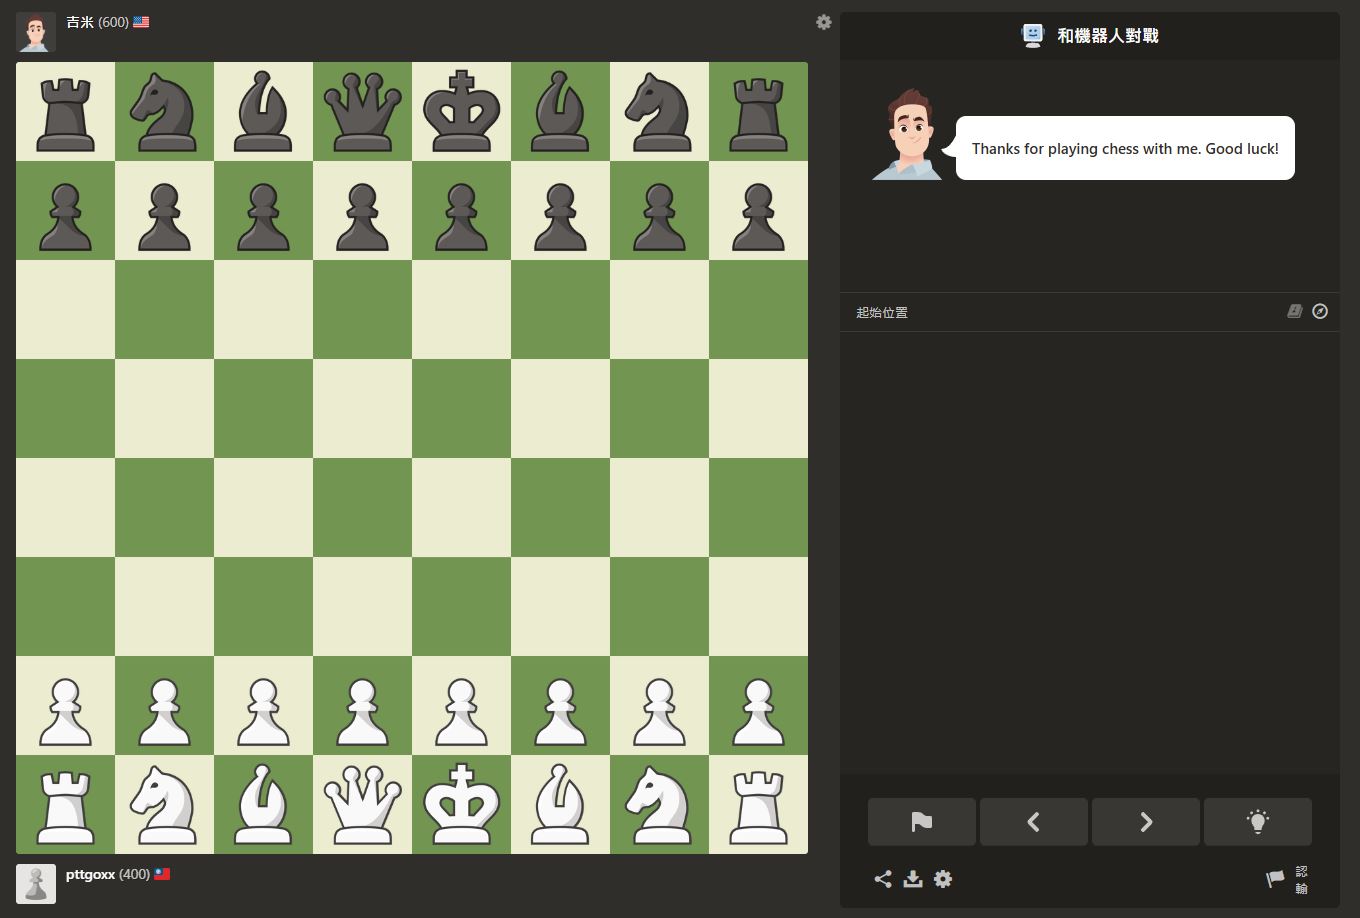 吉米 (600)
和機器人對戰
Thanks for playing chess with me. Good luck!
起始位置
pttgoxx (400)
認
輸